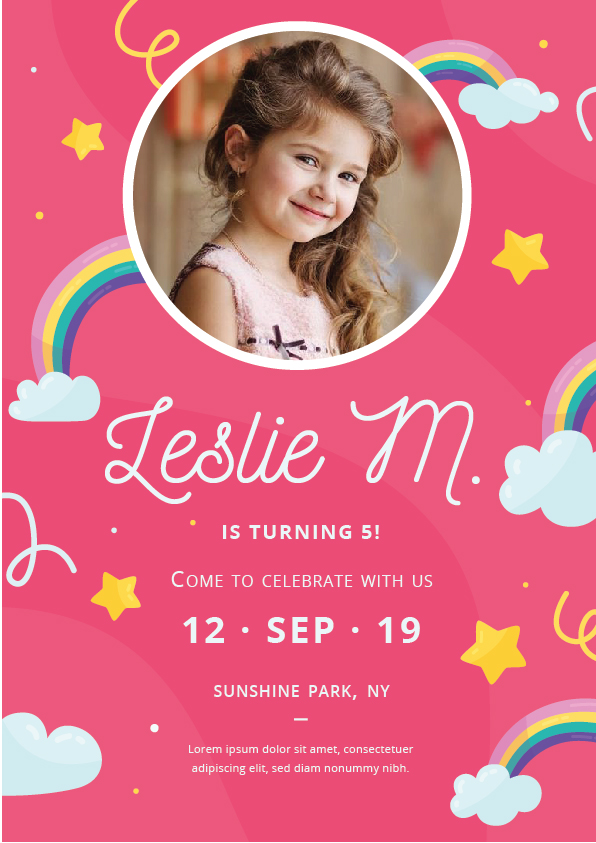 Leslie M.
IS TURNING 5!
COME TO CELEBRATE WITH US
12 · SEP · 19
SUNSHINE PARK, NY
Lorem ipsum dolor sit amet, consectetuer
adipiscing elit, sed diam nonummy nibh.